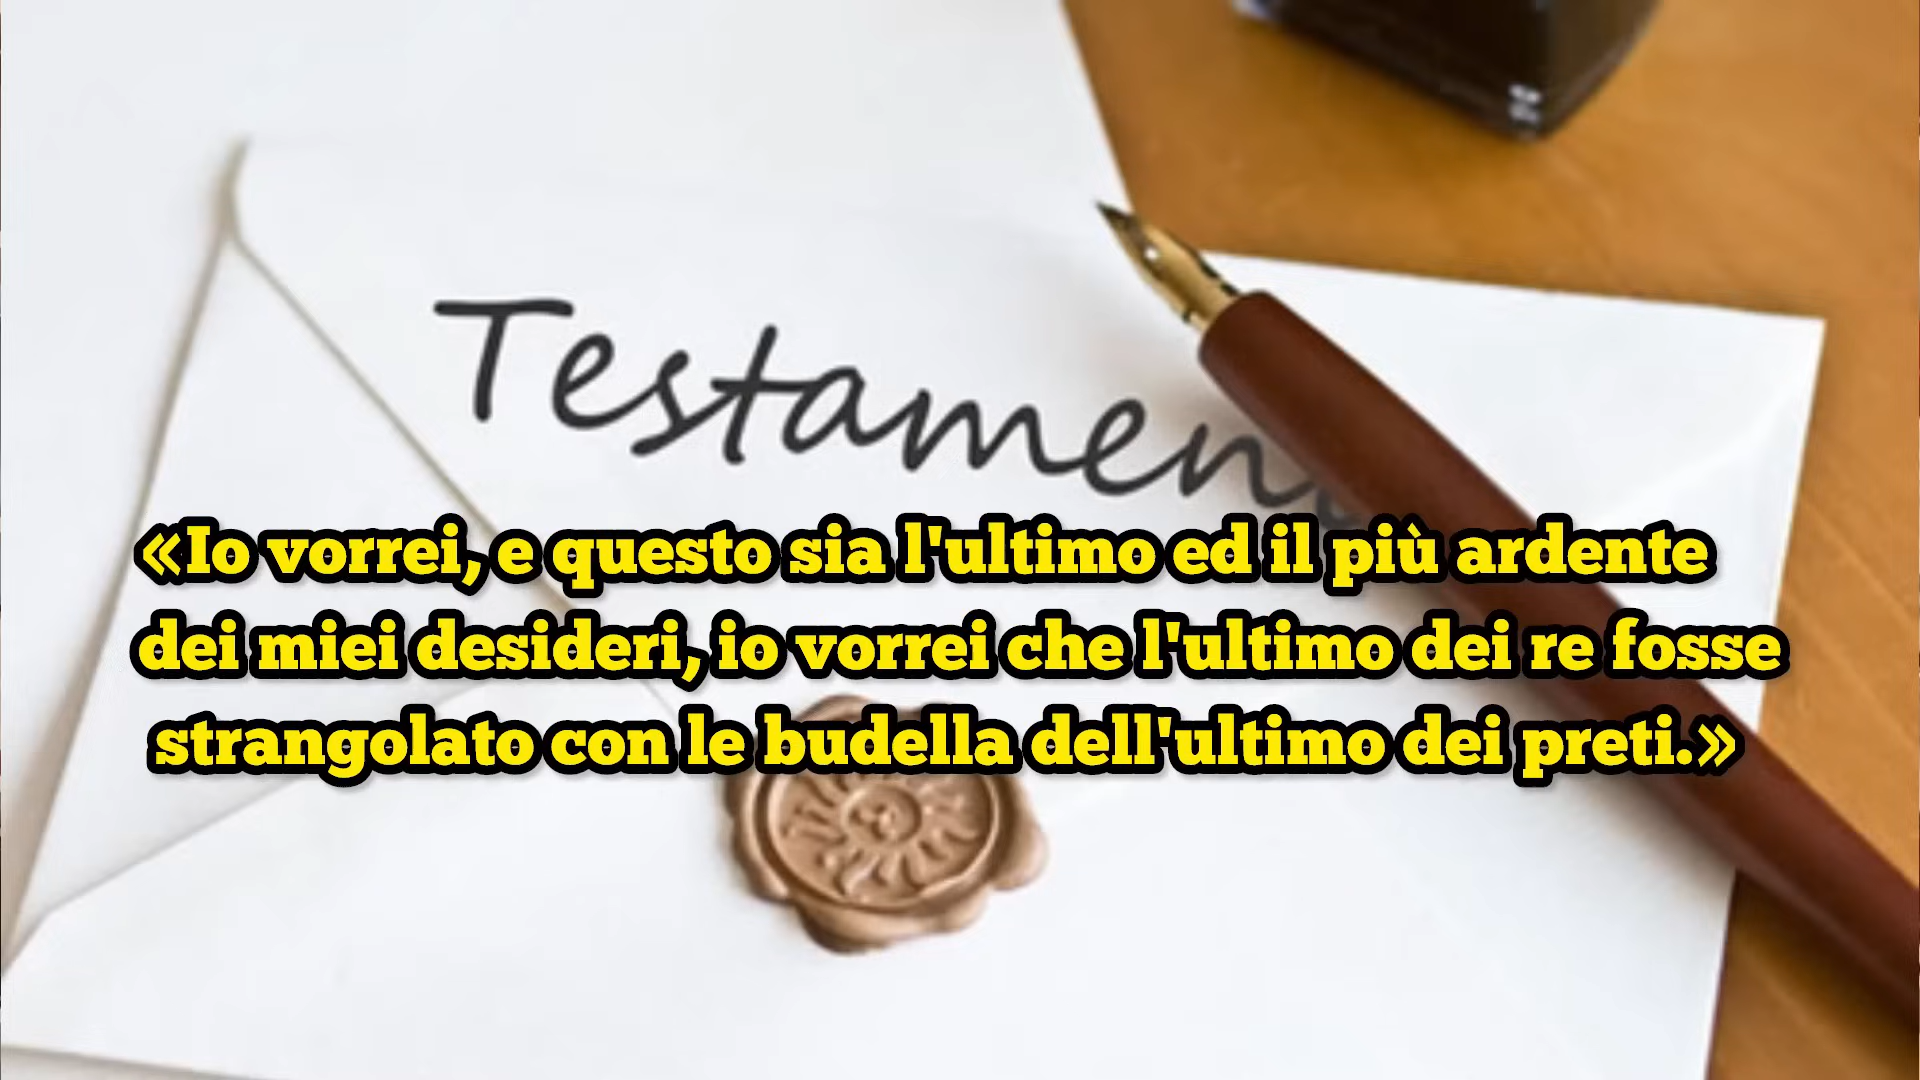 Testamen
«Io vorrei, e questo sia l'ultimo ed il più ardente
dei miei desideri, io vorrei che l'ultimo dei re fosse
strangolato con le budella dell'ultimo dei preti.»